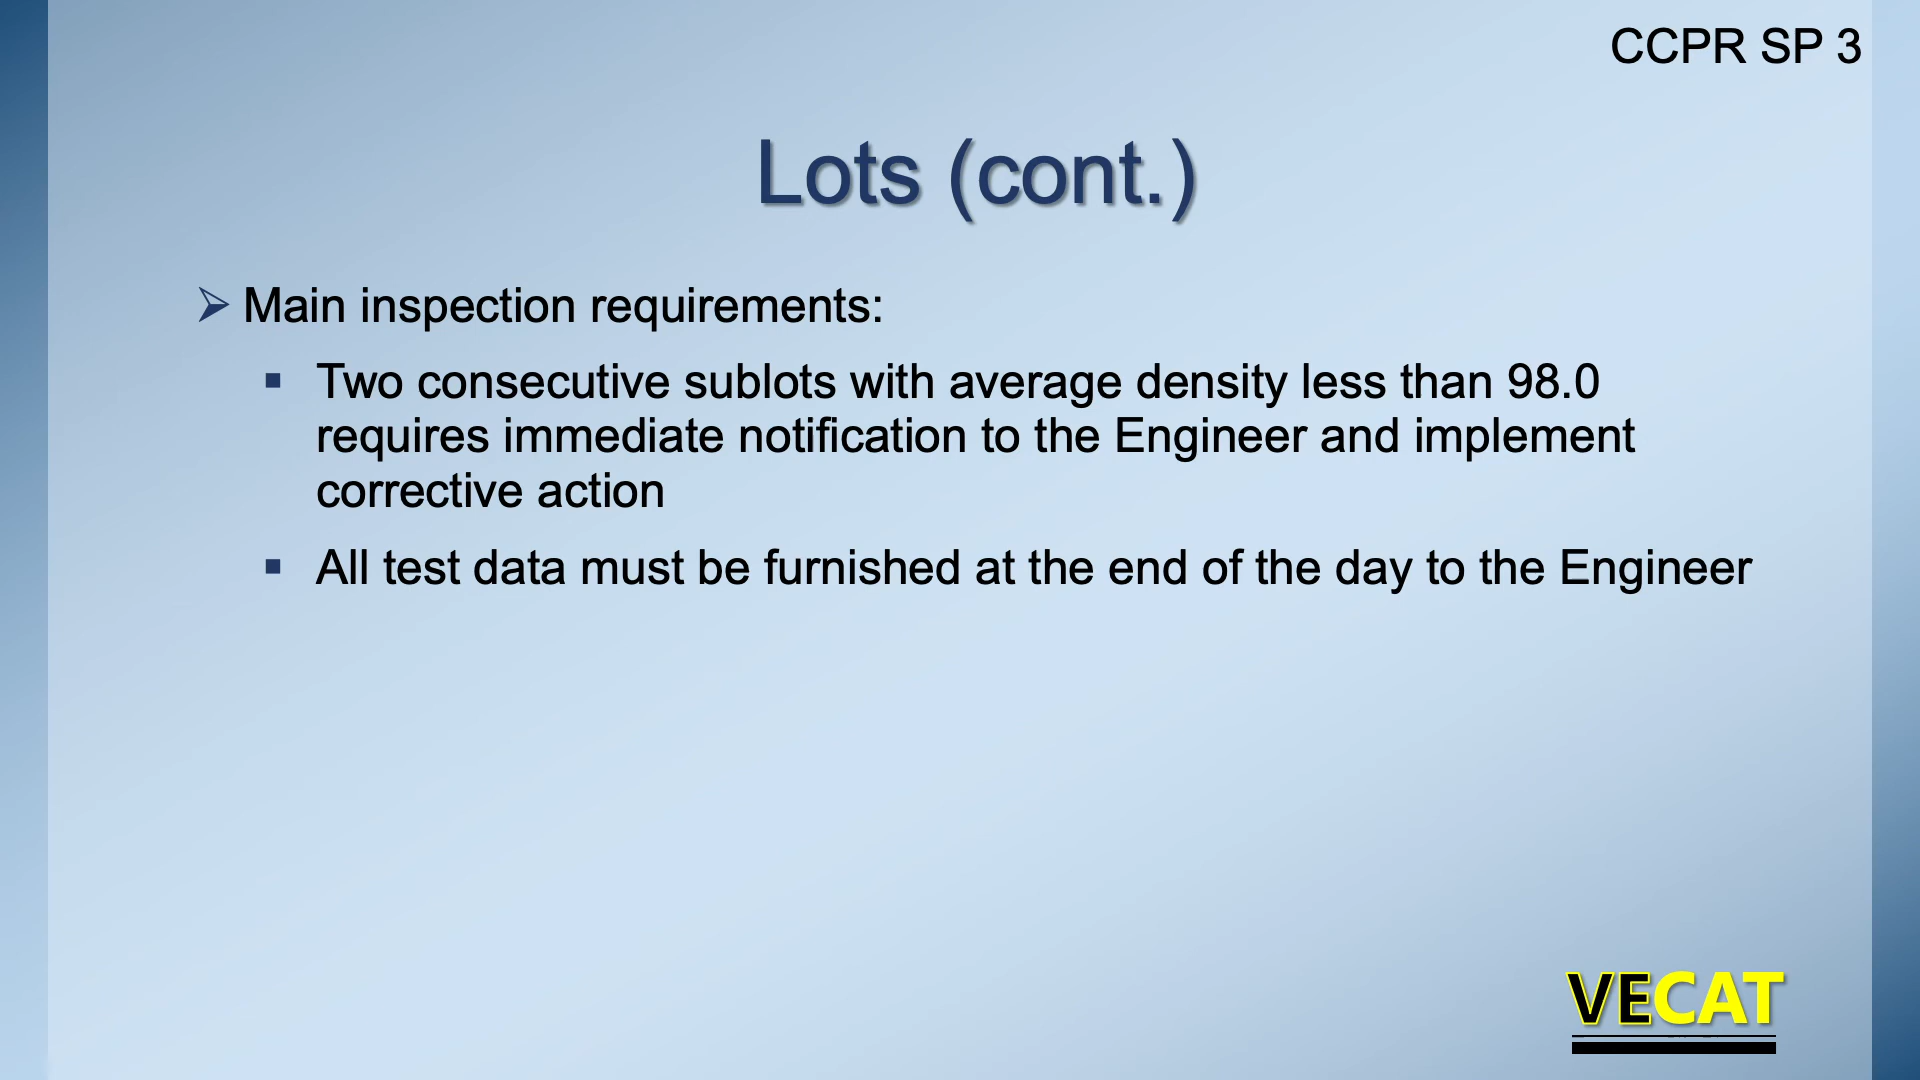 CCPR SP 3
Lots (cont.)
Main inspection requirements:
Two consecutive sublots with average density less than 98.0
requires immediate notification to the Engineer and implement
corrective action
All test data must be furnished at the end of the day to the Engineer
VECAT